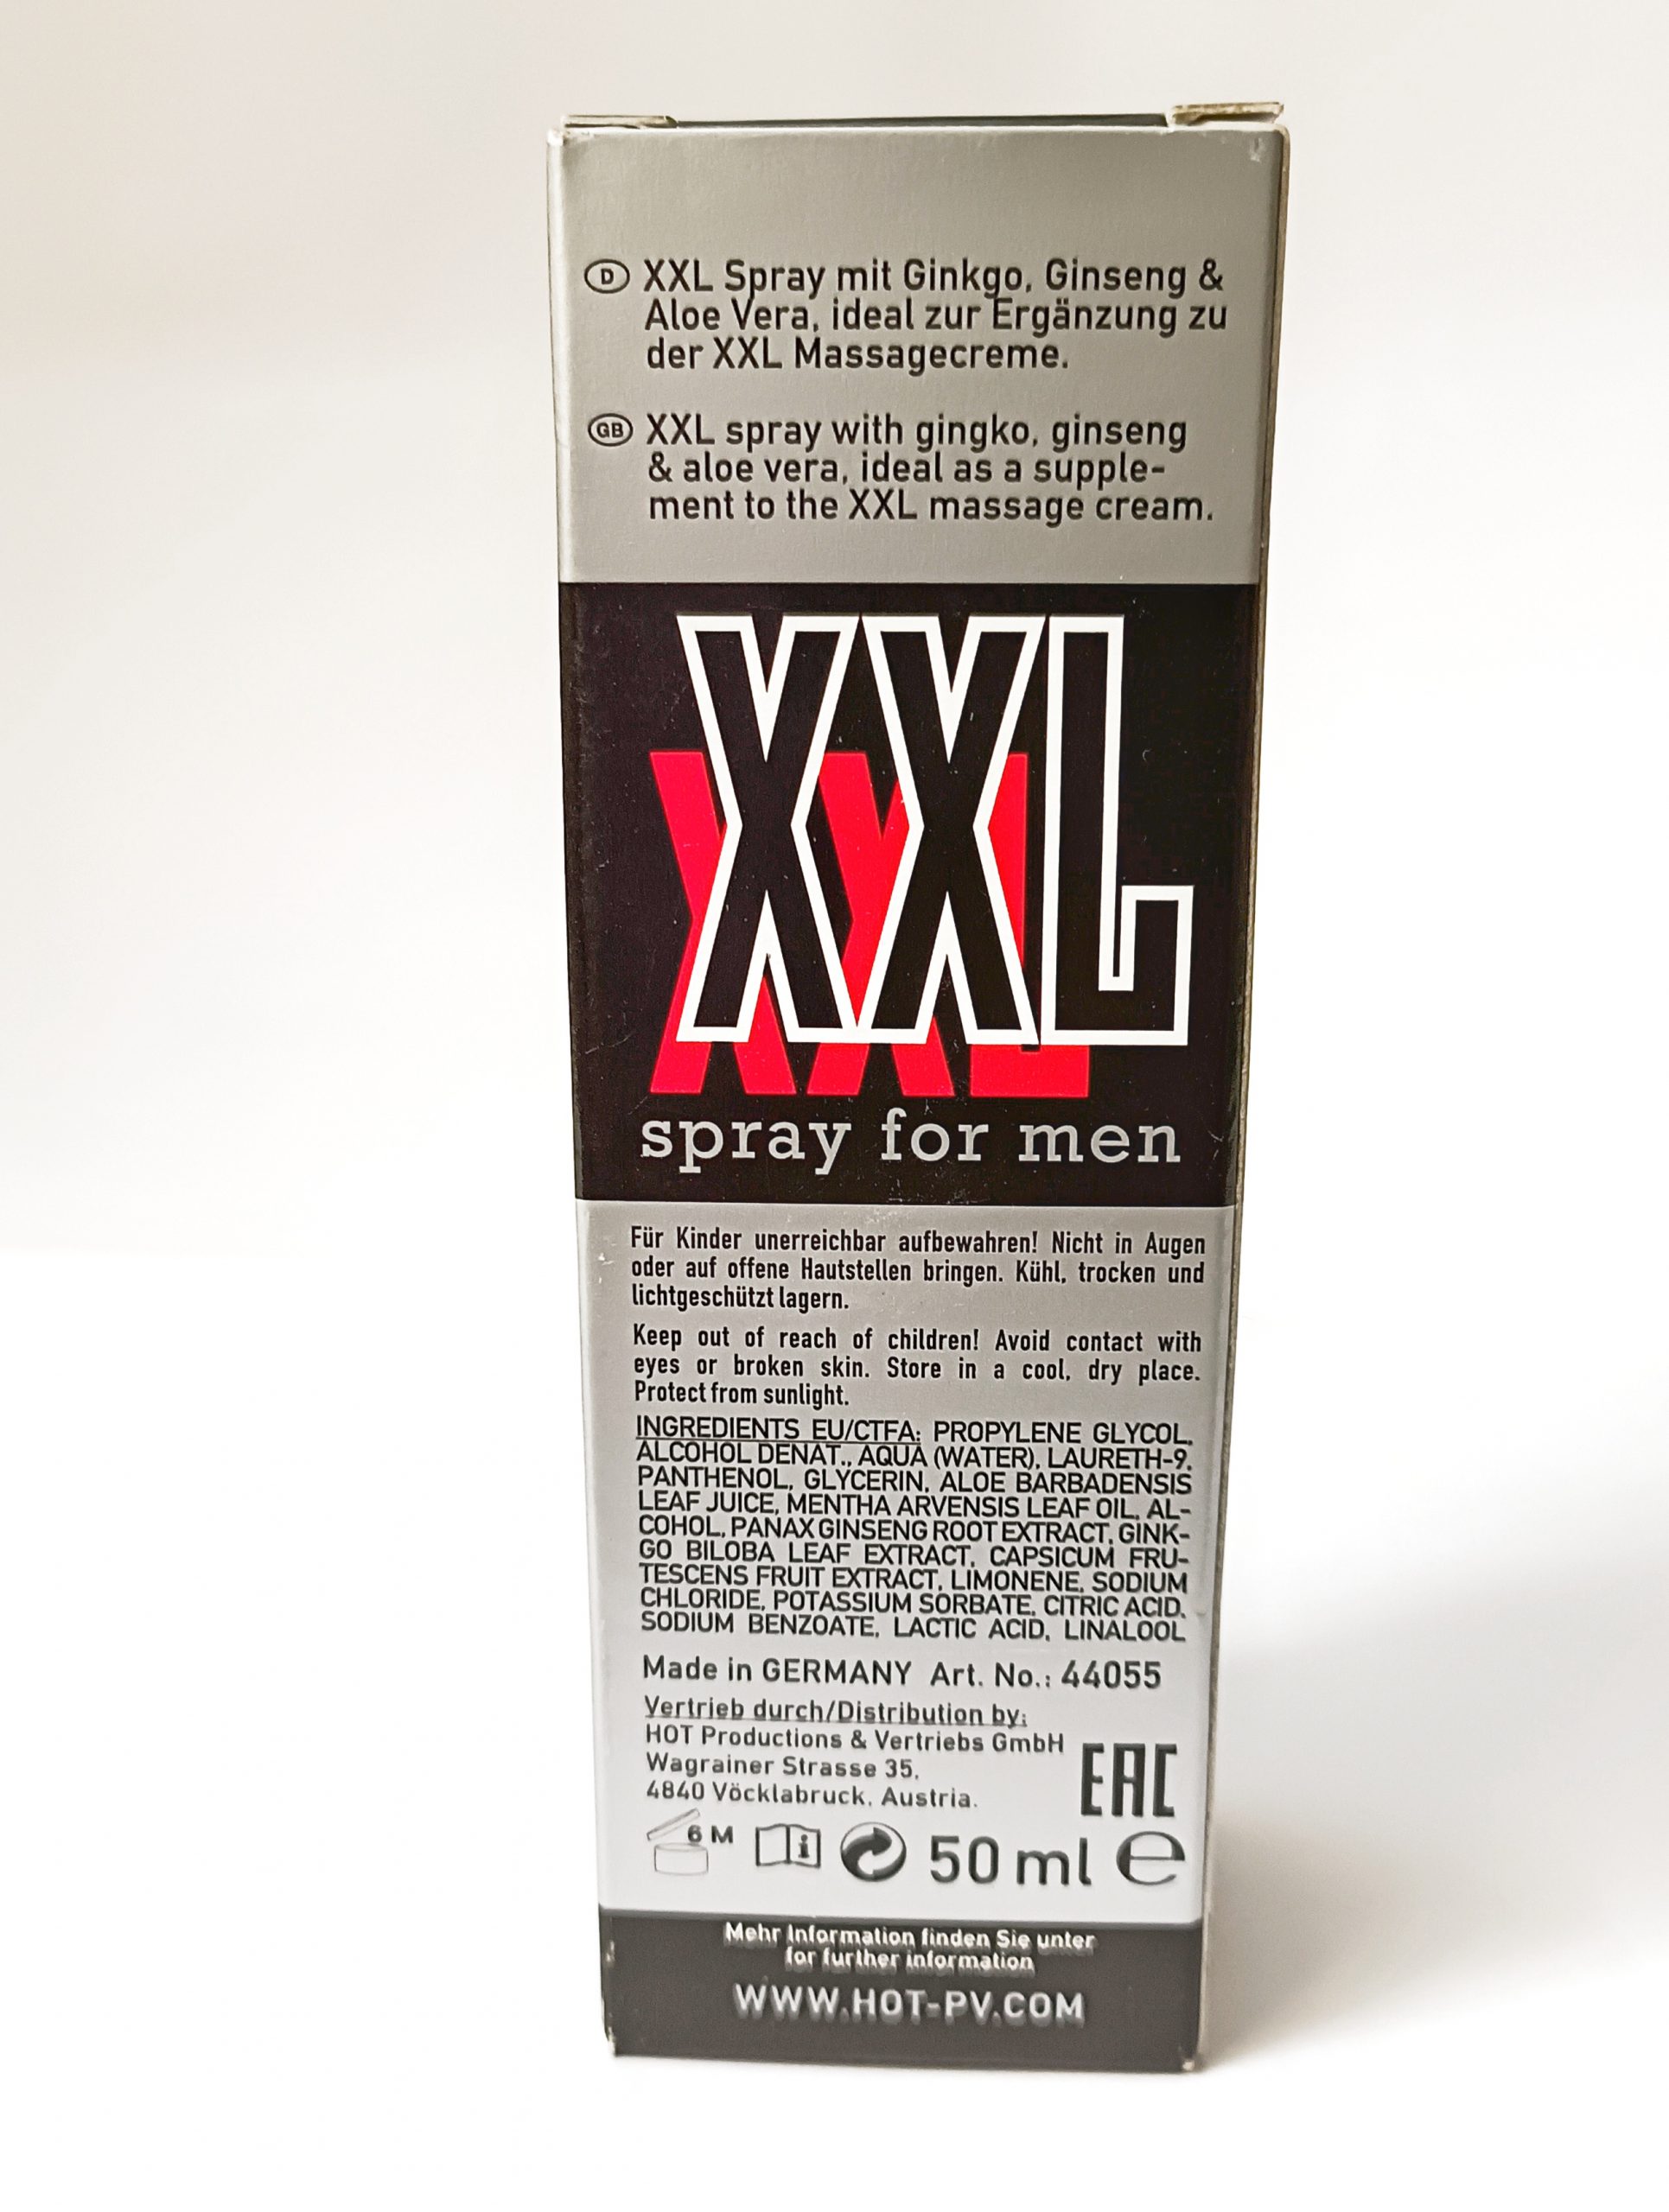 D XXL Spray mit Ginkgo, Ginseng &
Aloe Vera, ideal zur Ergänzung zu
der XXL Massagecreme.
GB XXL spray with gingko, ginseng
& aloe vera, ideal as a supple-
ment to the XXL massage cream.
XXL
XXL
spray for men
Für Kinder unerreichbar aufbewahren! Nicht in Augen
oder auf offene Hautstellen bringen. Kühl, trocken und
lichtgeschützt lagern.
Keep out of reach of children! Avoid contact with
eyes or broken skin. Store in a cool, dry place.
Protect from sunlight.
INGREDIENTS EU/CTFA: PROPYLENE GLYCOL,
ALCOHOL DENAT., AQUA (WATER), LAURETH-9,
PANTHENOL, GLYCERIN, ALOE BARBADENSIS
LEAF JUICE, MENTHA ARVENSIS LEAF OIL, AL-
COHOL, PANAX GINSENG ROOT EXTRACT, GINK-
GO BILOBA LEAF EXTRACT, CAPSICUM FRU-
TESCENS FRUIT EXTRACT, LIMONENE, SODIUM
CHLORIDE, POTASSIUM SORBATE, CITRIC ACID,
SODIUM BENZOATE, LACTIC ACID, LINALOOL
Made in GERMANY Art. No.: 44055
Vertrieb durch/Distribution by:
HOT Productions & Vertriebs GmbH
Wagrainer Strasse 35,
4840 Vöcklabruck, Austria.
EAC
6 M i 50 ml e
Mehr Information finden Sie unter
for further information
WWW.HOT-PV.COM